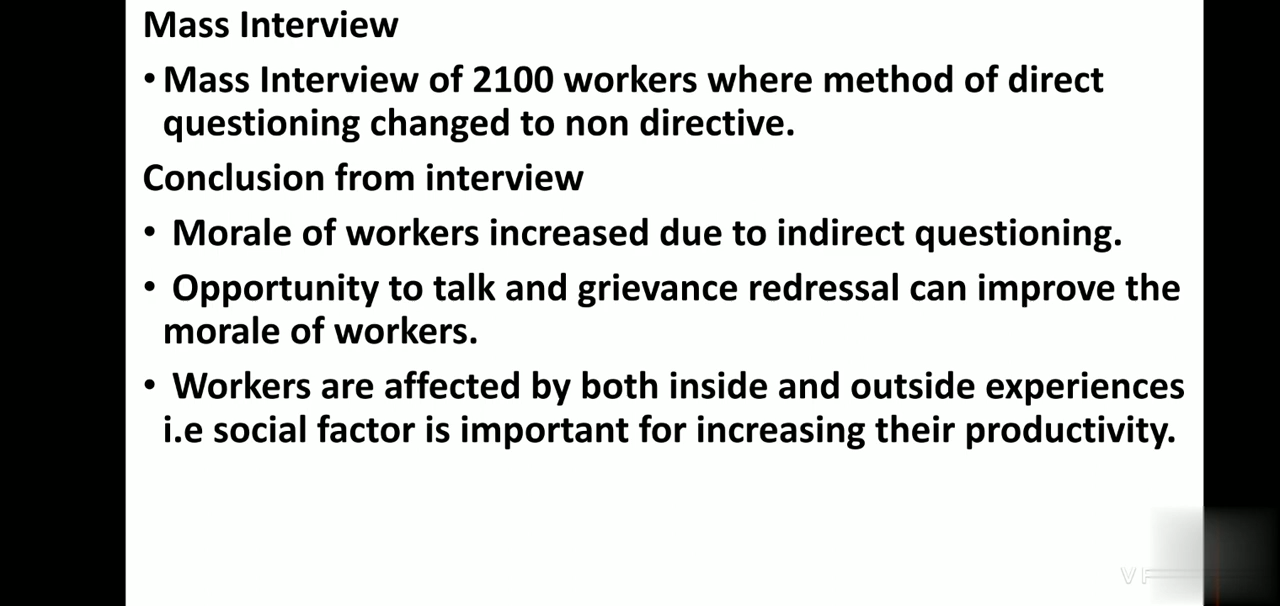 Mass Interview
• Mass Interview of 2100 workers where method of direct
questioning changed to non directive.
Conclusion from interview
• Morale of workers increased due to indirect questioning.
• Opportunity to talk and grievance redressal can improve the
morale of workers.
• Workers are affected by both inside and outside experiences
i.e social factor is important for increasing their productivity.